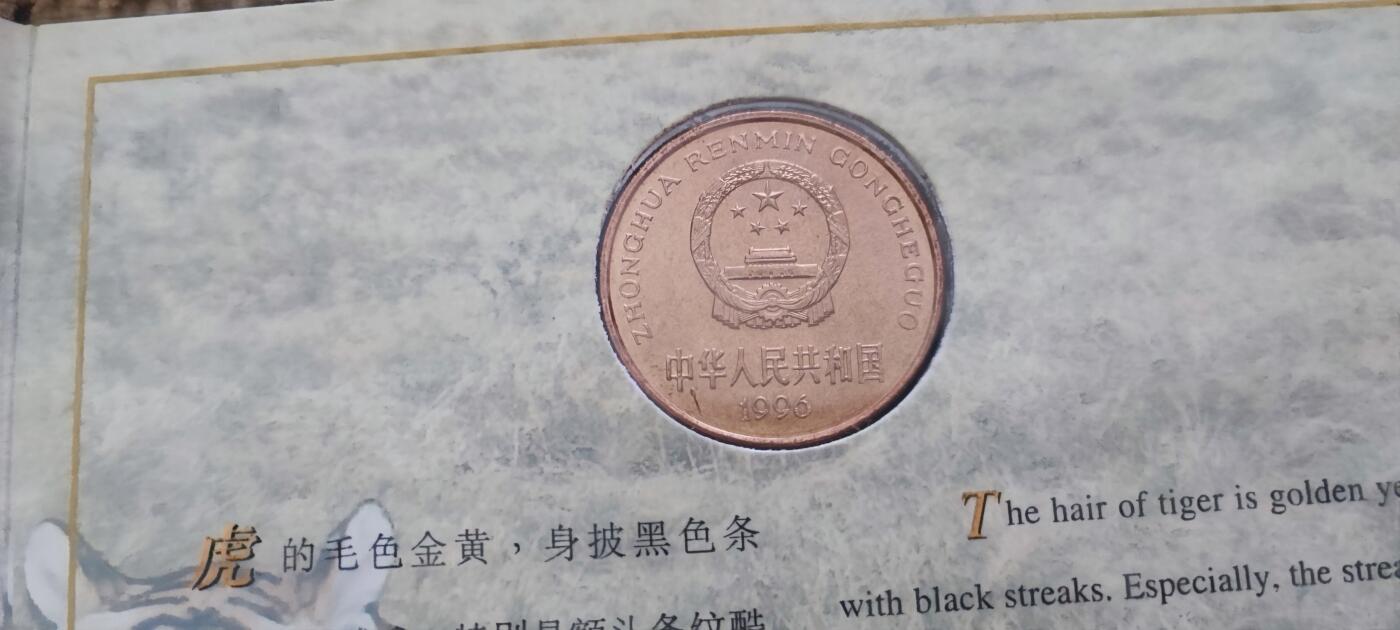 ZHONGHUA RENMIN GONGHEGUO
中华人民共和国
1996
虎的毛色金黄，身披黑色条
The hair of tiger is golden
with black streaks. Especially, the